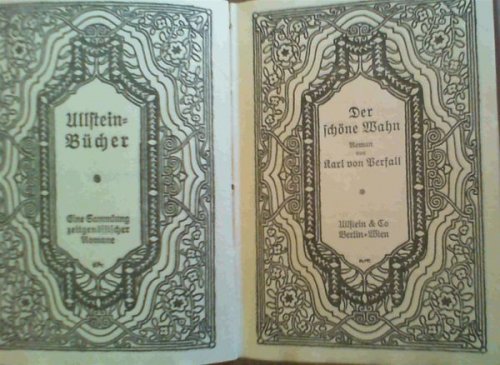 Ullstein=
Bücher
Eine Sammlung
zeitgenössischer
Romane
Der
schöne Wahn
Roman
von
Karl von Perfall
Ullstein & Co
Berlin=Wien